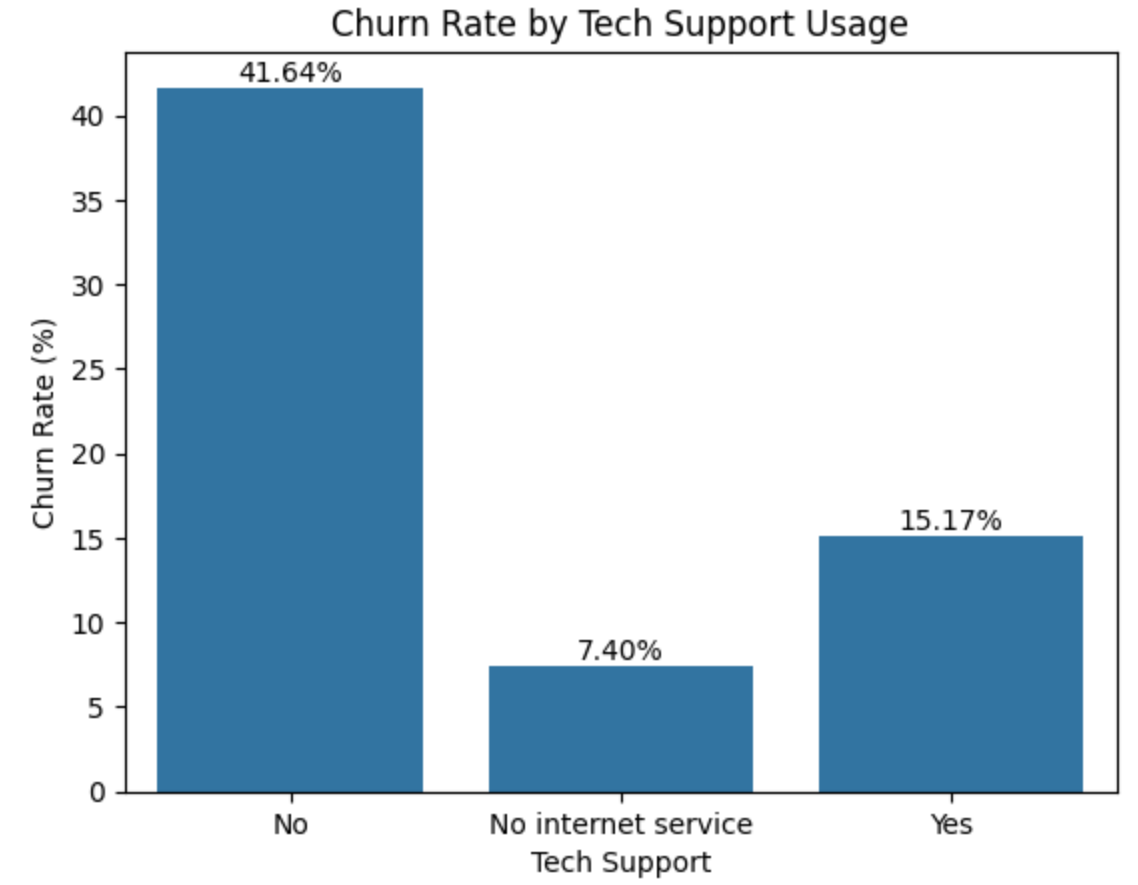 Churn Rate by Tech Support Usage
41.64%
40
35
30
25
20
15
10
5
0
Churn Rate (%)
7.40%
15.17%
No
No internet service
Yes
Tech Support